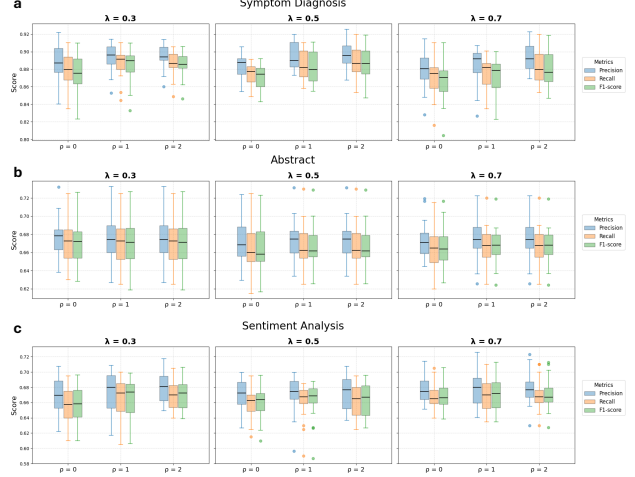 a
Symptom Diagnosis
λ = 0.3
λ = 0.5
λ = 0.7
Score
0.92
0.90
0.88
0.86
0.84
0.82
0.80
ρ = 0
ρ = 1
ρ = 2
ρ = 0
ρ = 1
ρ = 2
ρ = 0
ρ = 1
ρ = 2
Metrics
Precision
Recall
F1-score
b
Abstract
λ = 0.3
λ = 0.5
λ = 0.7
Score
0.72
0.70
0.68
0.66
0.64
0.62
ρ = 0
ρ = 1
ρ = 2
ρ = 0
ρ = 1
ρ = 2
ρ = 0
ρ = 1
ρ = 2
Metrics
Precision
Recall
F1-score
c
Sentiment Analysis
λ = 0.3
λ = 0.5
λ = 0.7
Score
0.72
0.70
0.68
0.66
0.64
0.62
0.60
0.58
ρ = 0
ρ = 1
ρ = 2
ρ = 0
ρ = 1
ρ = 2
ρ = 0
ρ = 1
ρ = 2
Metrics
Precision
Recall
F1-score